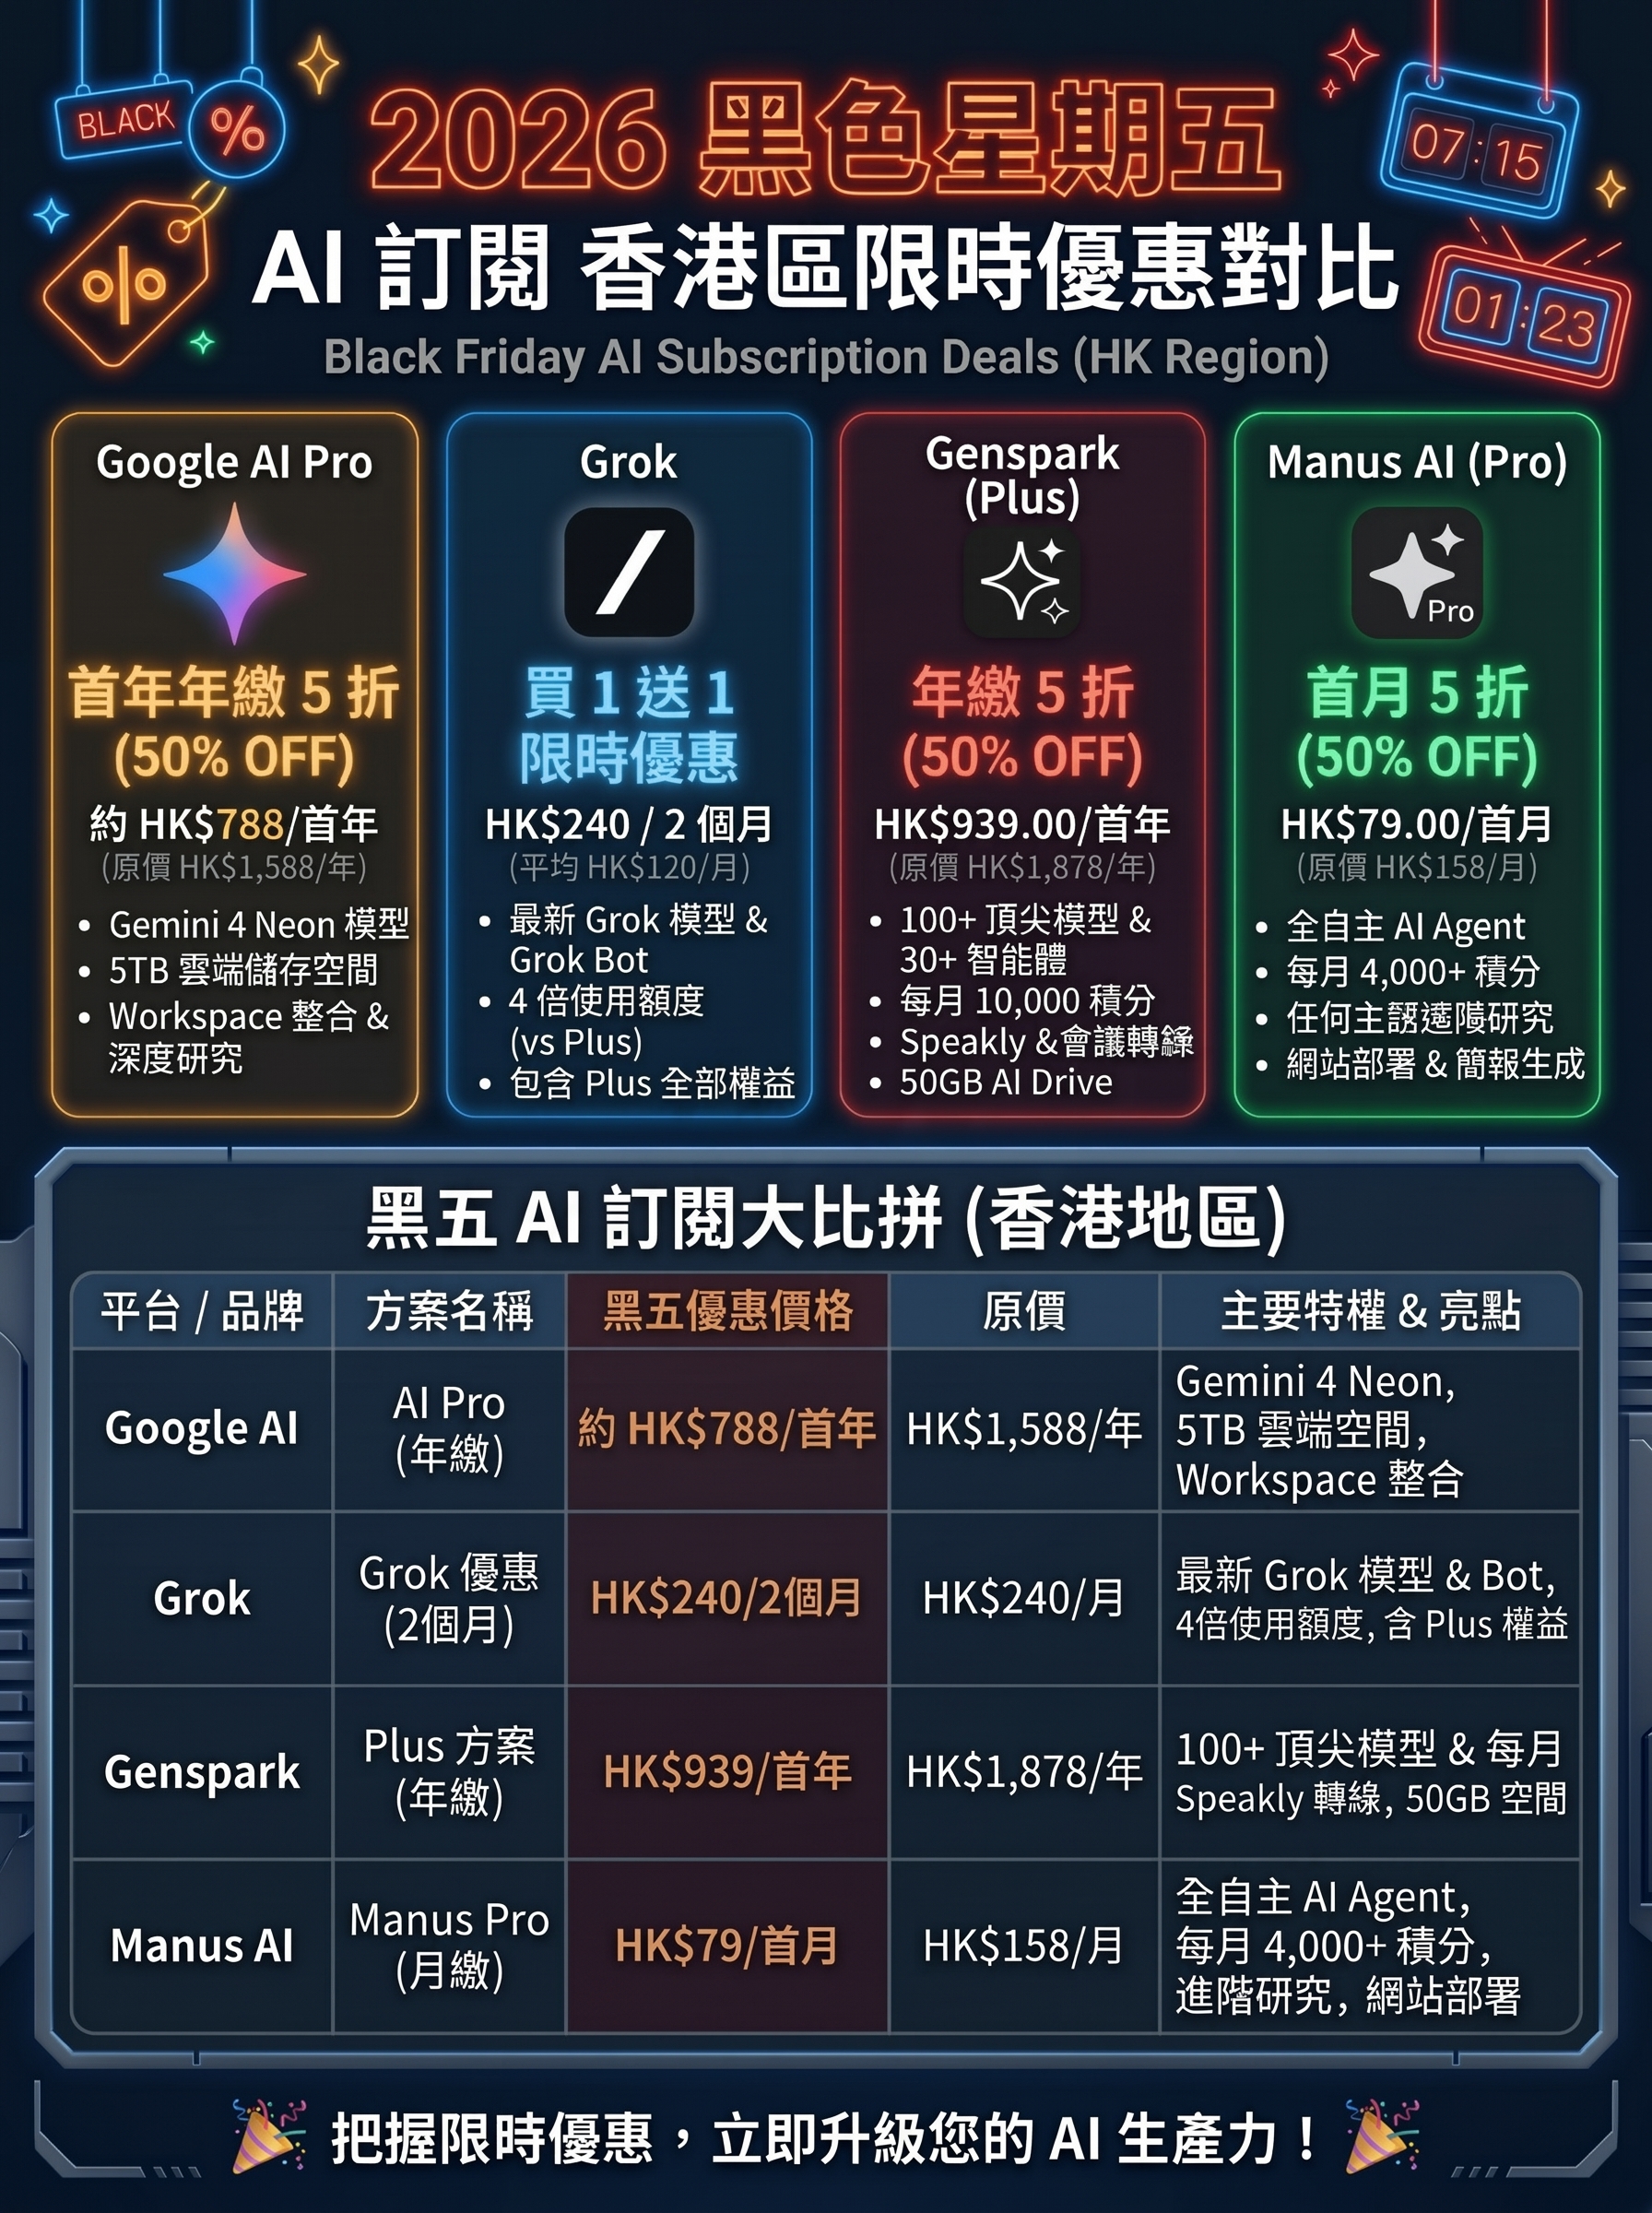 BLACK
%
%
07:15
01:23
2026 黑色星期五
AI 訂閱 香港區限時優惠對比
Black Friday AI Subscription Deals (HK Region)
Google AI Pro
首年年繳 5 折
(50% OFF)
約 HK$788/首年
(原價 HK$1,588/年)
• Gemini 4 Neon 模型
• 5TB 雲端儲存空間
• Workspace 整合 &
深度研究
Grok
買 1 送 1
限時優惠
HK$240 / 2 個月
(平均 HK$120/月)
• 最新 Grok 模型 &
Grok Bot
• 4 倍使用額度
(vs Plus)
• 包含 Plus 全部權益
Genspark
(Plus)
年繳 5 折
(50% OFF)
HK$939.00/首年
(原價 HK$1,878/年)
• 100+ 頂尖模型 &
30+ 智能體
• 每月 10,000 積分
• Speakly & 會議轉
• 50GB AI Drive
Manus AI (Pro)
Pro
首月 5 折
(50% OFF)
HK$79.00/首月
(原價 HK$158/月)
• 全自主 AI Agent
• 每月 4,000+ 積分
• 任何主 研究
• 網站部署 & 簡報生成
黑五 AI 訂閱大比拼 (香港地區)
平台 / 品牌 方案名稱 黑五優惠價格 原價 主要特權 & 亮點
Google AI
AI Pro
(年繳)
約 HK$788/首年
HK$1,588/年
Gemini 4 Neon,
5TB 雲端空間，
Workspace 整合
Grok
Grok 優惠
(2個月)
HK$240/2個月
HK$240/月
最新 Grok 模型 & Bot,
4倍使用額度, 含 Plus 權益
Genspark
Plus 方案
(年繳)
HK$939/首年
HK$1,878/年
100+ 頂尖模型 & 每月
Speakly 轉線, 50GB 空間
Manus AI
Manus Pro
(月繳)
HK$79/首月
HK$158/月
全自主 AI Agent,
每月 4,000+ 積分，
進階研究，網站部署
把握限時優惠，立即升級您的 AI 生產力！